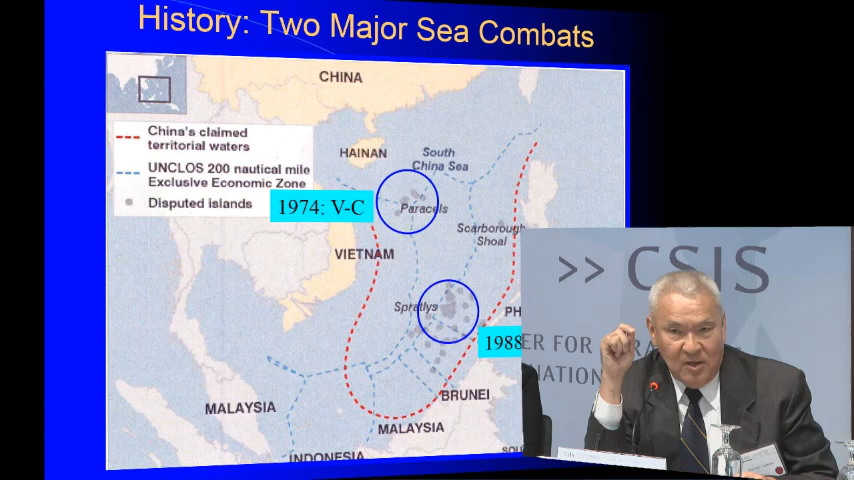 History: Two Major Sea Combats
CHINA
China's claimed
territorial waters
UNCLOS 200 nautical mile
Exclusive Economic Zone
Disputed islands
HAINAN
South
China Sea
1974: V-C
Paracels
Scarborough
Shoal
VIETNAM
Spratlys
PH
1988
BRUNEI
MALAYSIA
MALAYSIA
INDONESIA
>> CSIS
ER FOR
NATION